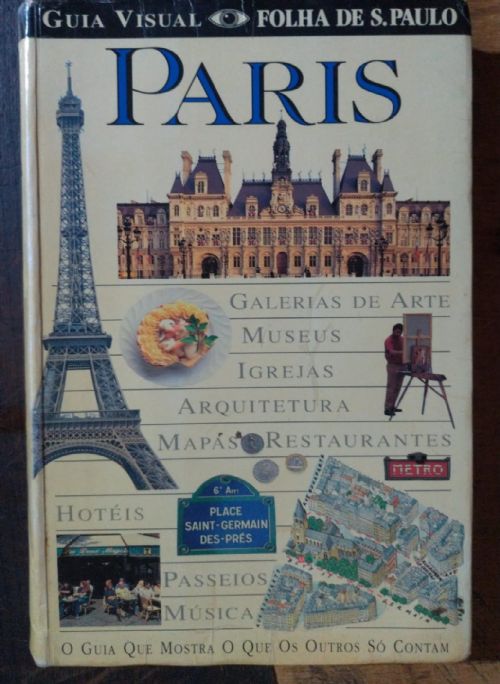 GUIA VISUAL FOLHA DE S.PAULO
PARIS
GALERIAS DE ARTE
MUSEUS
IGREJAS
ARQUITETURA
MAPAS RESTAURANTES
METRO
HOTÉIS
6e Arrt
PLACE
SAINT-GERMAIN
DES-PRÉS
PASSEIOS
MÚSICA
O GUIA QUE MOSTRA O QUE OS OUTROS SÓ CONTAM